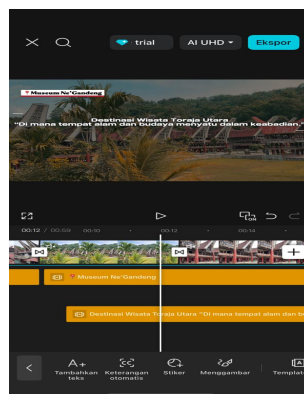 trial
AI UHD
Ekspor
Museum Ne'Gandeng
Destinasi Wisata Toraja Utara
"Di mana tempat alam dan budaya menyatu dalam keabadian."
ON
00:12 / 00:59 00:10 00:12 00:14
Museum Ne'Gandeng
Destinasi Wisata Toraja Utara "Di mana tempat alam dan b
A+
Tambahkan teks
Keterangan otomatis
Stiker
Menggambar
Templat